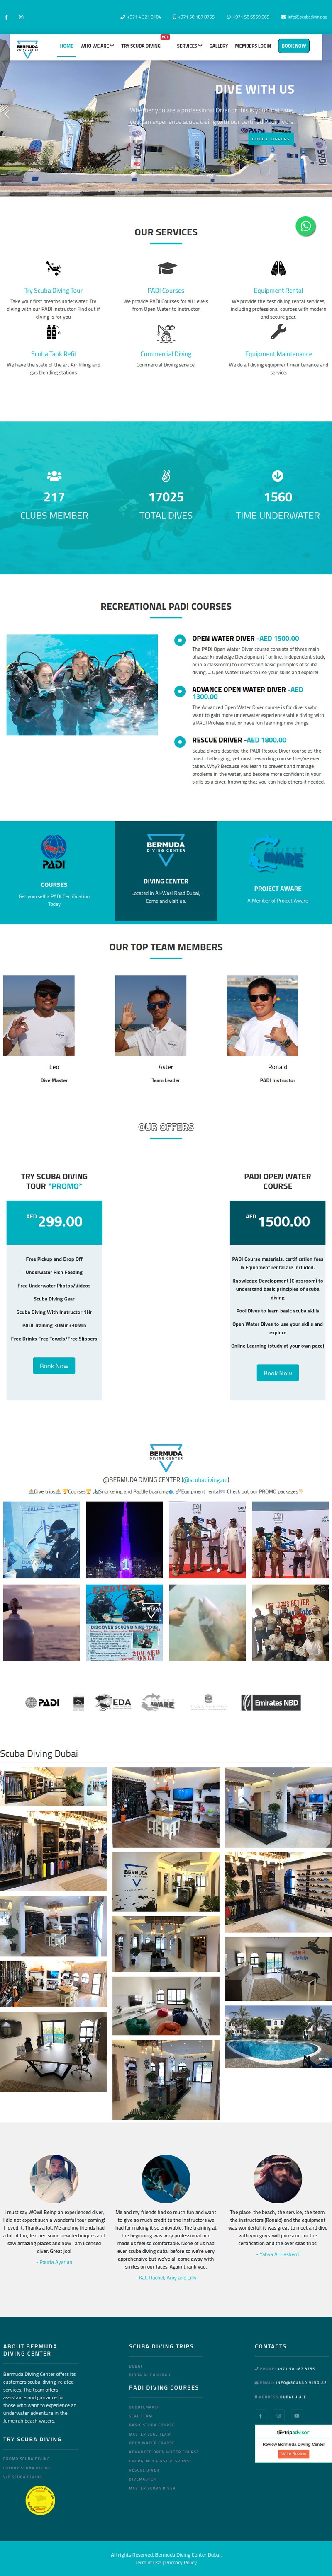 +971 4 321 0104
+971 50 187 8755
+971 56 6969 069
info@scubadiving.ae
BERMUDA
DIVING CENTER
HOME
WHO WE ARE
TRY SCUBA DIVING
HOT
SERVICES
GALLERY
MEMBERS LOGIN
BOOK NOW
DIVE WITH US
Whether you are a professional Diver or this is your first time
CHECK OFFERS
OUR SERVICES
Try Scuba Diving Tour
Take your first breaths underwater. Try
diving with our PADI instructor. Find out if
diving is for you
PADI Courses
We provide PADI Courses for all Levels
from Open Water to Instructor
Equipment Rental
We provide the best diving rental services,
including professional courses with modern
and secure gear.
Scuba Tank Refil
We have the state of the art Air filling and
gas blending stations
Commercial Diving
Commercial Diving service.
Equipment Maintenance
We do all diving equipment maintenance and
service.
217
CLUBS MEMBER
17025
TOTAL DIVES
1560
TIME UNDERWATER
RECREATIONAL PADI COURSES
OPEN WATER DIVER -AED 1500.00
The PADI Open Water Diver course consists of three main
phases: Knowledge Development ( online, independent study
or in a classroom) to understand basic principles of scuba
diving. ... Open Water Dives to use your skills and explore!
ADVANCE OPEN WATER DIVER -AED
1300.00
The Advanced Open Water Diver course is for divers who
want to gain more underwater experience while diving with
a PADI Professional, or have fun learning new things.
RESCUE DRIVER -AED 1800.00
Scuba divers describe the PADI Rescue Diver course as the
most challenging, yet most rewarding course they've ever
taken. Why? Because you learn to prevent and manage
problems in the water, and become more confident in your
skills as a diver, knowing that you can help others if needed.
PADI
COURSES
Get yourself a PADI Certification
Today
BERMUDA
DIVING CENTER
DIVING CENTER
Located in Al-Wasl Road Dubai,
Come and visit us.
PROJECT
AWARE
PROJECT AWARE
A Member of Project Aware
OUR TOP TEAM MEMBERS
Leo
Dive Master
Aster
Team Leader
Ronald
PADI Instructor
OUR OFFERS
TRY SCUBA DIVING
TOUR "PROMO"
AED 299.00
Free Pickup and Drop Off
Underwater Fish Feeding
Free Underwater Photos/Videos
Scuba Diving Gear
Scuba Diving With Instructor 1Hr
PADI Training 30Min+30Min
Free Drinks Free Towels/Free Slippers
Book Now
PADI OPEN WATER
COURSE
AED 1500.00
PADI Course materials, certification fees
& Equipment rental are included.
Knowledge Development (Classroom) to
understand basic principles of scuba
diving
Pool Dives to learn basic scuba skills
Open Water Dives to use your skills and
explore
Online Learning (study at your own pace)
Book Now
BERMUDA
DIVING CENTER
@BERMUDA DIVING CENTER (@scubadiving.ae)
Dive trips Courses Snorkeling and Paddle boarding Equipment rental Check out our PROMO packages
DISCOVER SCUBA DIVING TOUR
299 AED
ONLY
PADI
EDA
AWARE
Emirates NBD
Scuba Diving Dubai
BERMUDA
I must say WOW! Being an experienced diver,
I did not expect such a wonderful tour coming!
I loved it. Thanks a lot. Me and my friends had
a lot of fun, learned some new techniques and
saw amazing places and now I am licensed
diver. Great job!
- Pouria Ayarian
Me and my friends had so much fun and want
to give so much credit to the instructors we
had for making it so exceptional. The training at
the beginning was very organized and your
crew made us feel so comfortable. None of us had
ever scuba dived during night before so were very
apprehensive but we've all come away with
smiles on our faces. Again thank you.
- Kat, Rachel, Amy and Lilly
The place, the beach, the service, the team,
the instructors (Ronald) and the equipment
was wonderful. it was great to meet and dive
with you guys. will join soon for the
certification and the over seas trips.
- Yahya Al Hashemi
ABOUT BERMUDA
DIVING CENTER
Bermuda Diving Center offers its
customers scuba-diving-related
services. The team offers
assistance and guidance for
those who want to experience an
underwater adventure in the
Jumeirah beach waters.
TRY SCUBA DIVING
PROMO SCUBA DIVING
LUXURY SCUBA DIVING
VIP SCUBA DIVING
SCUBA DIVING TRIPS
DUBAI
DIBBA AL FUJAIRAH
PADI DIVING COURSES
BUBBLEMAKER
SEAL TEAM
MASTER SEAL TEAM
BASIC SCUBA COURSE
OPEN WATER COURSE
ADVANCED OPEN WATER COURSE
EMERGENCY FIRST RESPONSE
RESCUE DIVER
DIVEMASTER
MASTER SCUBA DIVER
CONTACTS
PHONE: +971 50 187 8755
EMAIL: INFO@SCUBADIVING.AE
ADDRESS: DUBAI U.A.E
tripadvisor
Review Bermuda Diving Center
Write Review
All rights Reserved. Bermuda Diving Center Dubai.
Term of Use | Primary Policy